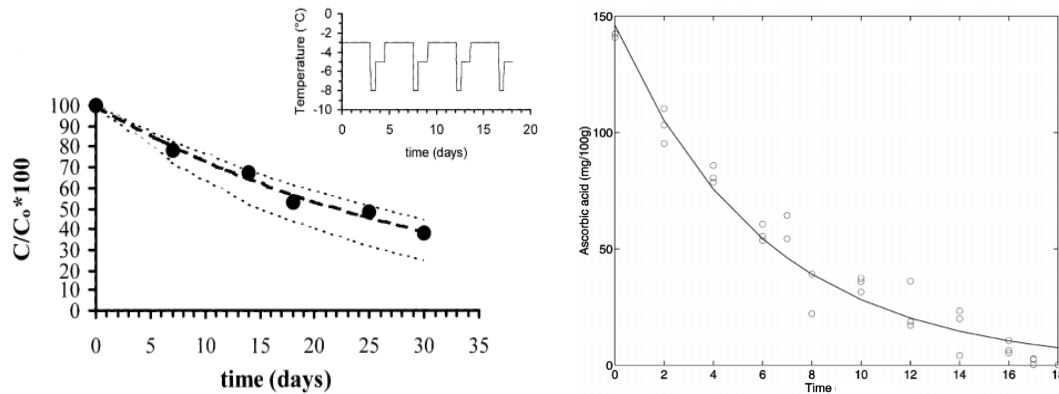 Temperature (°C)
0
-2
-4
-6
-8
-10
0 5 10 15 20
time (days)
C/Co*100
100
90
80
70
60
50
40
30
20
10
0
0 5 10 15 20 25 30 35
time (days)
Ascorbic acid (mg/100g)
150
100
50
0
0 2 4 6 8 10 12 14 16 18
Time